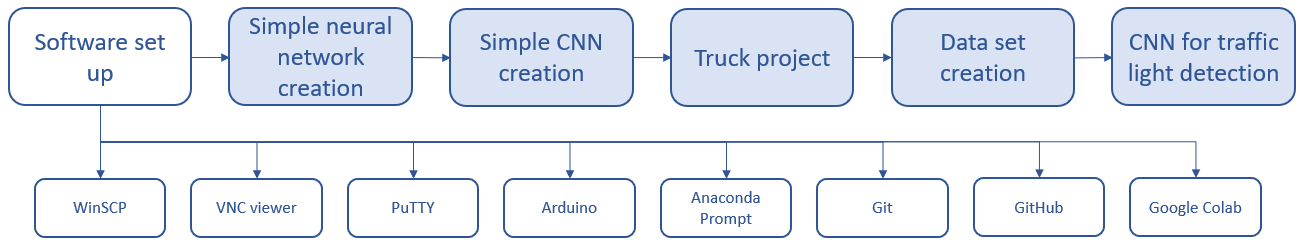 Software set
up
Simple neural
network
creation
Simple CNN
creation
Truck project
Data set
creation
CNN for traffic
light detection
WinSCP
VNC viewer
PuTTY
Arduino
Anaconda
Prompt
Git
GitHub
Google Colab